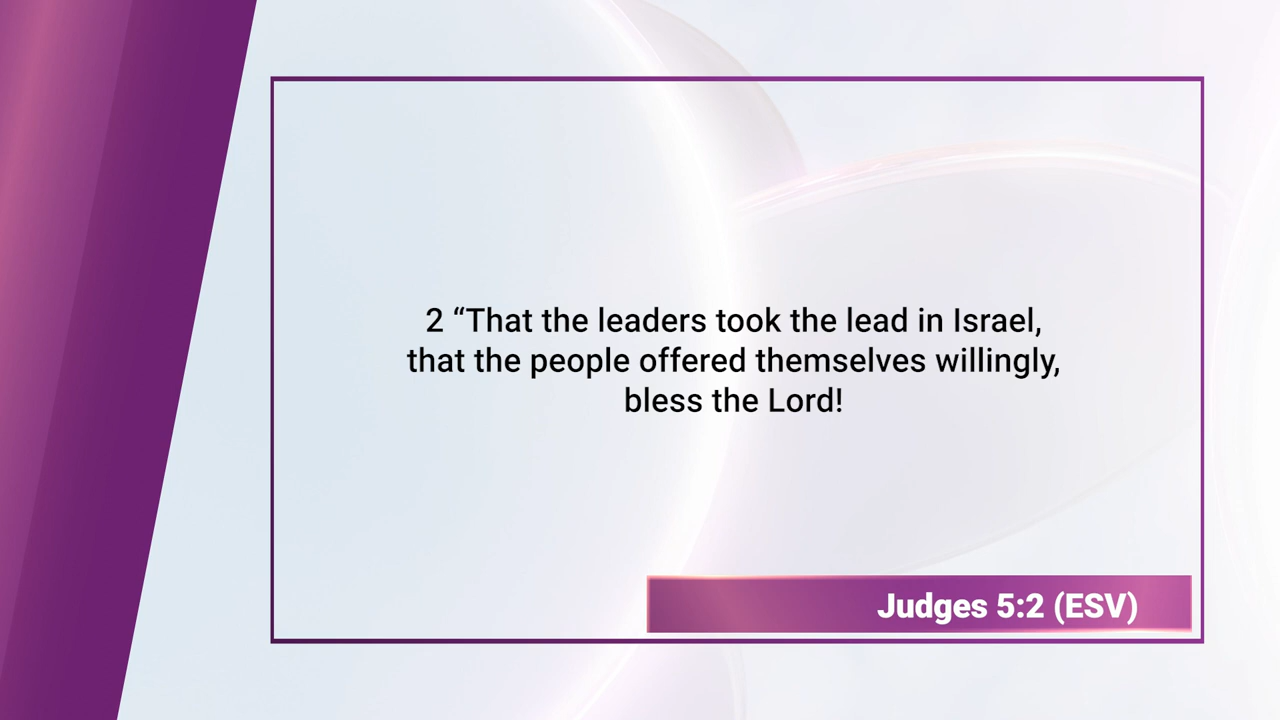 2 “That the leaders took the lead in Israel,
that the people offered themselves willingly,
bless the Lord!
Judges 5:2 (ESV)